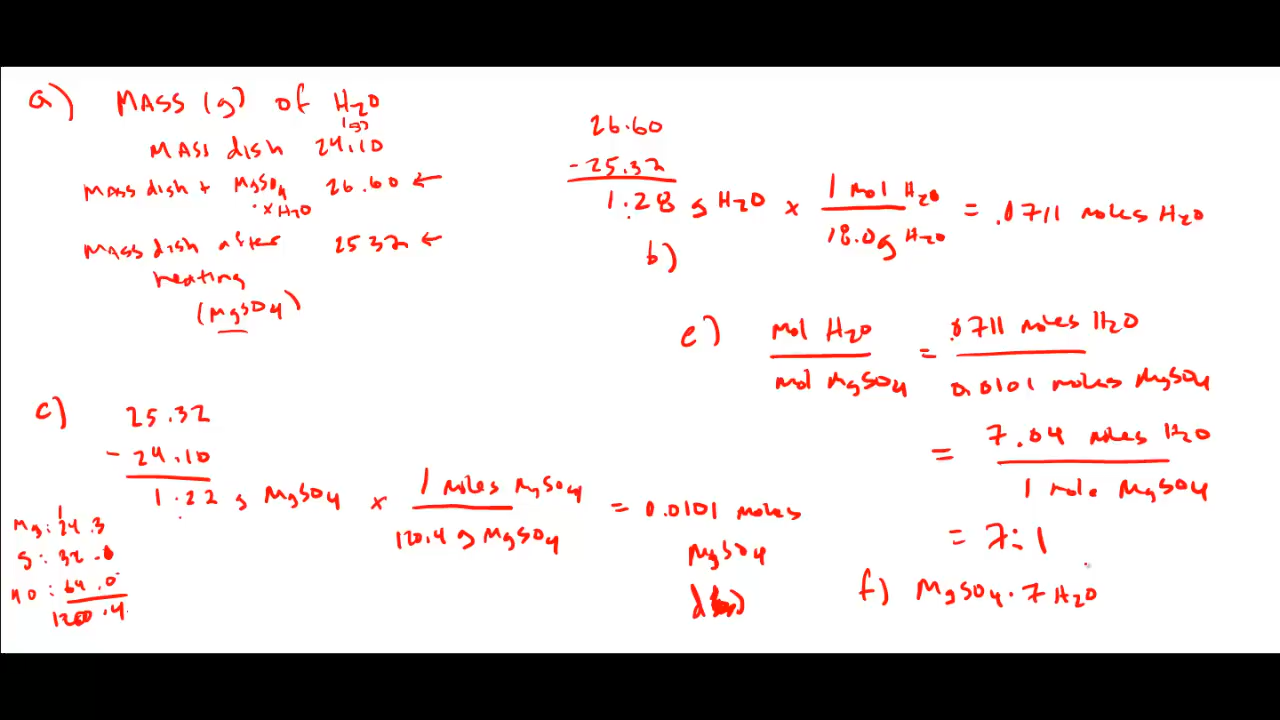 a) MASS (g) of H2O
MASS dish 24.10
MASS dish + MgSO4 26.60 ←
· x H2O
MASS dish after 25.32 ←
heating
(MgSO4)
26.60
- 25.32
1.28 g H2O x 1 mol H2O / 18.0g H2O = .0711 moles H2O
b)
c) 25.32
- 24.10
1.22 g MgSO4 x 1 moles MgSO4 / 120.4 g MgSO4 = 0.0101 moles
MgSO4
d)
Mg: 24.3
S: 32.0
4O: 64.0
120.4
e) mol H2O / mol MgSO4 = .0711 moles H2O / 0.0101 moles MgSO4
= 7.04 moles H2O / 1 mole MgSO4
= 7:1
f) MgSO4 · 7 H2O